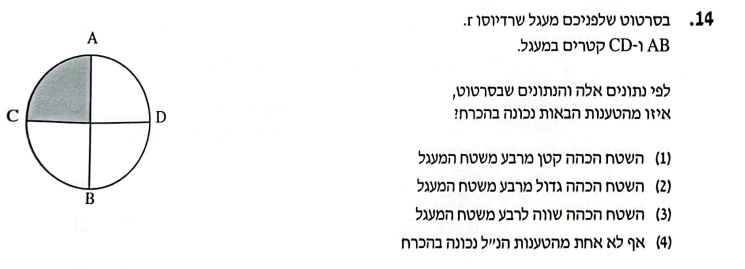 14. בסרטוט שלפניכם מעגל שרדיוסו r.
AB ו-CD קטרים במעגל.
לפי נתונים אלה והנתונים שבסרטוט,
איזו מהטענות הבאות נכונה בהכרח?
(1) השטח הכהה קטן מרבע משטח המעגל
(2) השטח הכהה גדול מרבע משטח המעגל
(3) השטח הכהה שווה לרבע משטח המעגל
(4) אף לא אחת מהטענות הנ״ל נכונה בהכרח
A
C
D
B